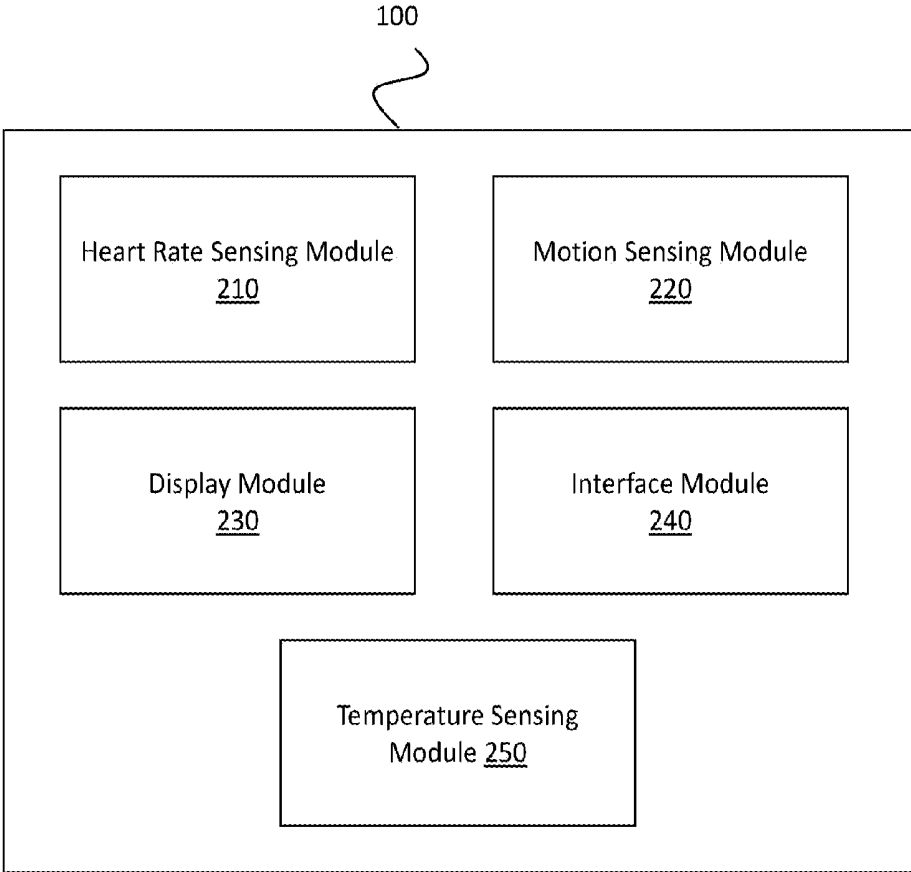 100
Heart Rate Sensing Module
210
Motion Sensing Module
220
Display Module
230
Interface Module
240
Temperature Sensing
Module 250